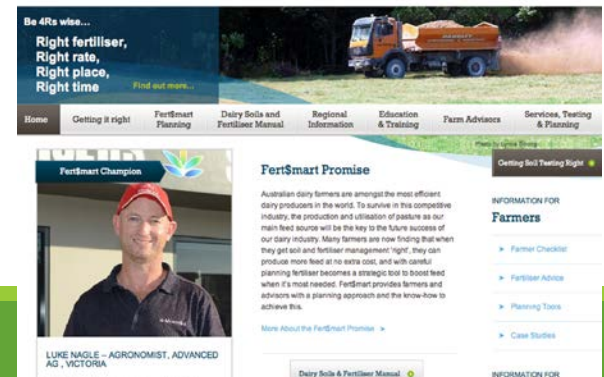 Be 4Rs wise...
Right fertiliser,
Right rate,
Right place,
Right time
Find out more...
Home
Getting it right
Fert$mart
Planning
Dairy Soils and
Fertiliser Manual
Regional
Information
Education
& Training
Farm Advisors
Services, Testing
& Planning
Fert$mart Champion
LUKE NAGLE – AGRONOMIST, ADVANCED
AG , VICTORIA
Fert$mart Promise
Australian dairy farmers are amongst the most efficient
dairy producers in the world. To survive in this competitive
industry, the production and utilisation of pasture as our
main feed source will be the key to the future success of
our dairy industry. Many farmers are now finding that when
they get soil and fertiliser management 'right', they can
produce more feed at no extra cost, and with careful
planning fertiliser becomes a strategic tool to boost feed
when it's most needed. Fert$mart provides farmers and
advisors with a planning approach and the know-how to
achieve this.
More About the Fert$mart Promise >
Dairy Soils & Fertiliser Manual
Getting Soil Testing Right
INFORMATION FOR
Farmers
Farmer Checklist
Fertiliser Advice
Planning Tools
Case Studies
INFORMATION FOR